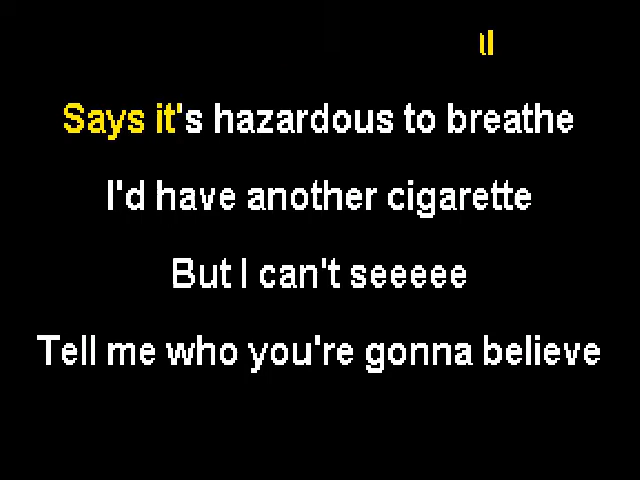 Says it's hazardous to breathe
I'd have another cigarette
But I can't seeeee
Tell me who you're gonna believe